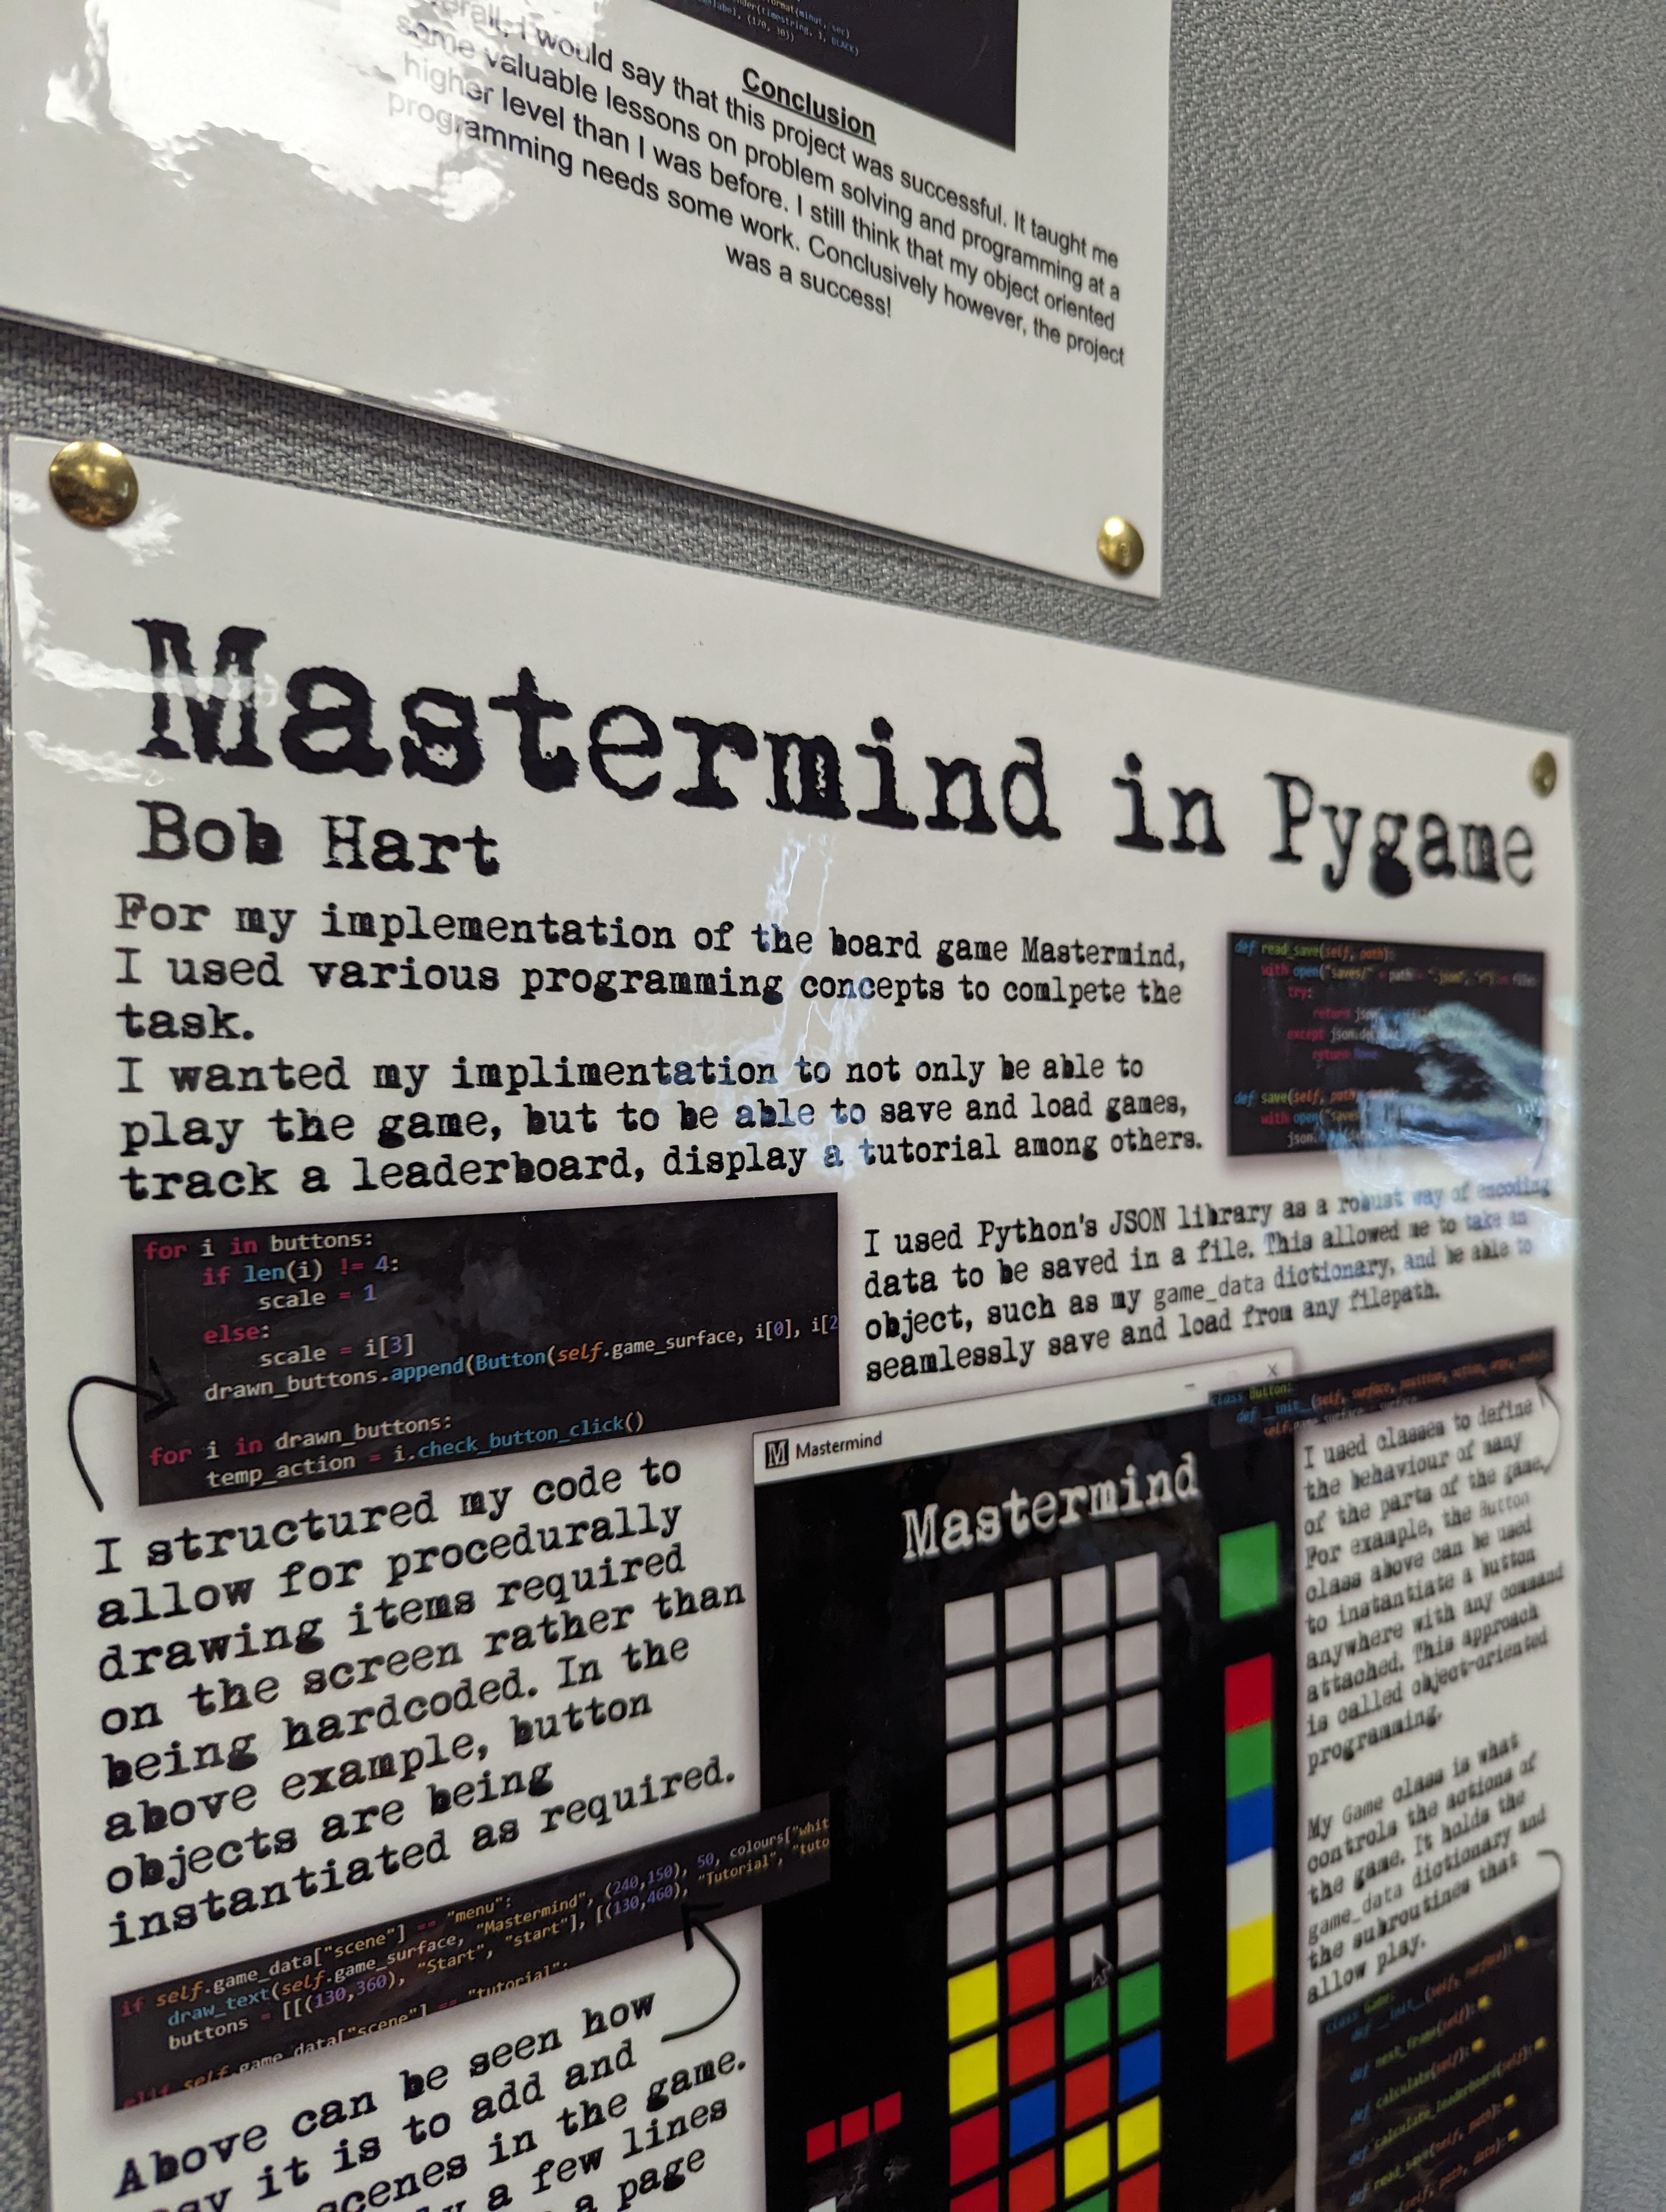 Conclusion
Overall, I would say that this project was successful. It taught me
some valuable lessons on problem solving and programming at a
higher level than I was before. I still think that my object oriented
programming needs some work. Conclusively however, the project
was a success!
Mastermind in Pygame
Bob Hart
For my implementation of the board game Mastermind,
I used various programming concepts to comlpete the
task.
I wanted my implimentation to not only be able to
play the game, but to be able to save and load games,
track a leaderboard, display a tutorial among others.
def read_save(self, path):
with open("saves/" + path + ".json", "r") as file:
try:
return
except
return None
def save(self, path,
with open("saves
json.
for i in buttons:
if len(i) != 4:
scale = 1
else:
scale = i[3]
drawn_buttons.append(Button(self.game_surface, i[0], i[2
for i in drawn_buttons:
temp_action = i.check_button_click()
I used Python's JSON library as a robust way of encoding
data to be saved in a file. This allowed me to take an
object, such as my game_data dictionary, and be able to
seamlessly save and load from any filepath.
I structured my code to
allow for procedurally
drawing items required
on the screen rather than
being hardcoded. In the
above example, button
objects are being
instantiated as required.
M Mastermind
Mastermind
class Button:
def __init__(self, surface, position, action, args, code):
I used classes to define
the behaviour of many
of the parts of the game.
For example, the Button
class above can be used
to instantiate a button
anywhere with any command
attached. This approach
is called object-oriented
programming.
My Game class is what
controls the actions of
the game. It holds the
game_data dictionary and
the subroutines that
allow play.
if self.game_data["scene"] == "menu":
draw_text(self.game_surface, "Mastermind", (240,150), 50, colours["whit
buttons = [[(130,360), "Start", "start"], [(130,460), "Tutorial", "tuto
elif self.game_data["scene"] == "tutorial":
Above can be seen how
it is to add and
scenes in the game.
a few lines
a page
class Game:
def __init__(self, surface):
def next_frame(self):
def calculate(self):
def calculate_leaderboard(self):
def read_save(self, path):
def save(self, path, data):